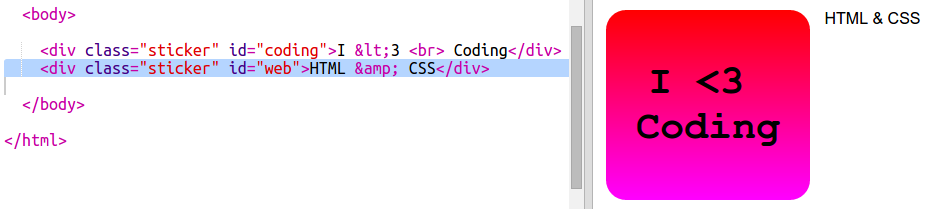 <body>
<div class="sticker" id="coding">I &lt;3 <br> Coding</div>
<div class="sticker" id="web">HTML &amp; CSS</div>
</body>
</html>
I <3
Coding
HTML & CSS